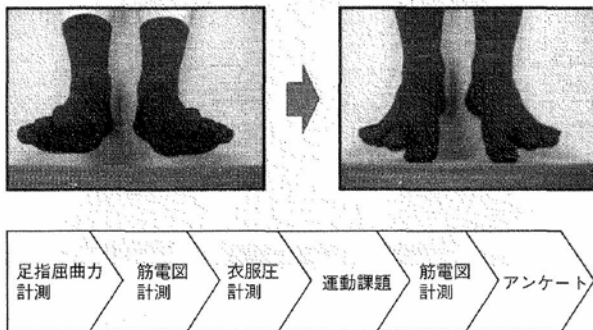 足指屈曲力
計測
筋電図
計測
衣服圧
計測
運動課題
筋電図
計測
アンケート